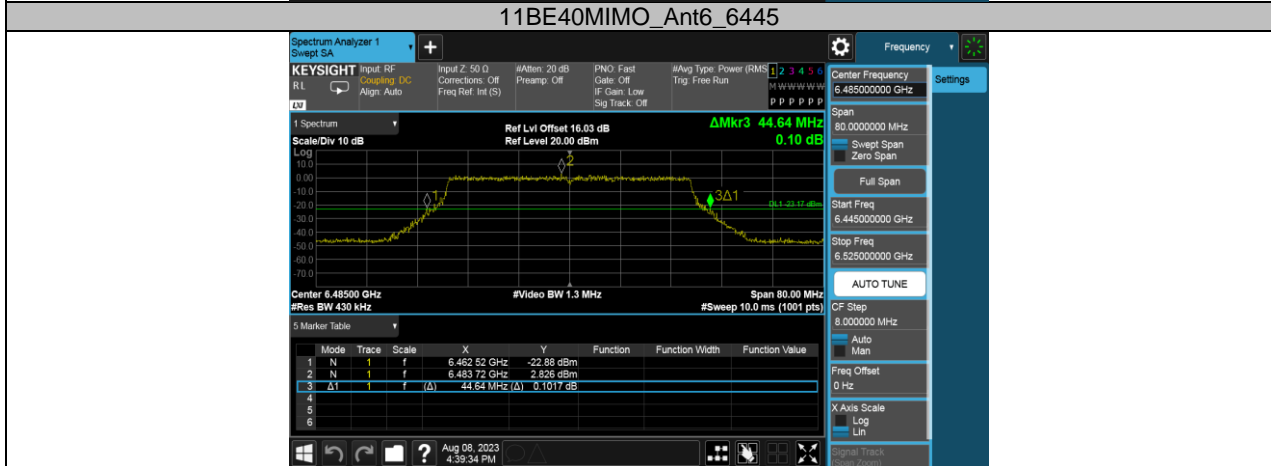 11BE40MIMO_Ant6_6445
Spectrum Analyzer 1
Swept SA
+
Frequency
KEYSIGHT Input: RF Input Z: 50 Ω #Atten: 20 dB PNO: Fast #Avg Type: Power (RMS 1 2 3 4 5 6
RL Coupling: DC Corrections: Off Preamp: Off Gate: Off Trig: Free Run M W W W W W
Align: Auto Freq Ref: Int (S) IF Gain: Low
LXI Sig Track: Off P P P P P P
Center Frequency
6.485000000 GHz
Settings
1 Spectrum
Ref Lvl Offset 16.03 dB
ΔMkr3 44.64 MHz
Scale/Div 10 dB
Ref Level 20.00 dBm
0.10 dB
Log
10.0
0.00
-10.0
-20.0
-30.0
-40.0
-50.0
-60.0
-70.0
2
1
3Δ1
DL1 -23.17 dBm
Center 6.48500 GHz #Video BW 1.3 MHz Span 80.00 MHz
#Res BW 430 kHz #Sweep 10.0 ms (1001 pts)
Span
80.0000000 MHz
Swept Span
Zero Span
Full Span
Start Freq
6.445000000 GHz
Stop Freq
6.525000000 GHz
AUTO TUNE
CF Step
8.000000 MHz
Auto
Man
Freq Offset
0 Hz
X Axis Scale
Log
Lin
Signal Track
(Span Zoom)
5 Marker Table
Mode Trace Scale X Y Function Function Width Function Value
1 N 1 f 6.462 52 GHz -22.88 dBm
2 N 1 f 6.483 72 GHz 2.826 dBm
3 Δ1 1 f (Δ) 44.64 MHz (Δ) 0.1017 dB
4
5
6
? Aug 08, 2023
4:39:34 PM